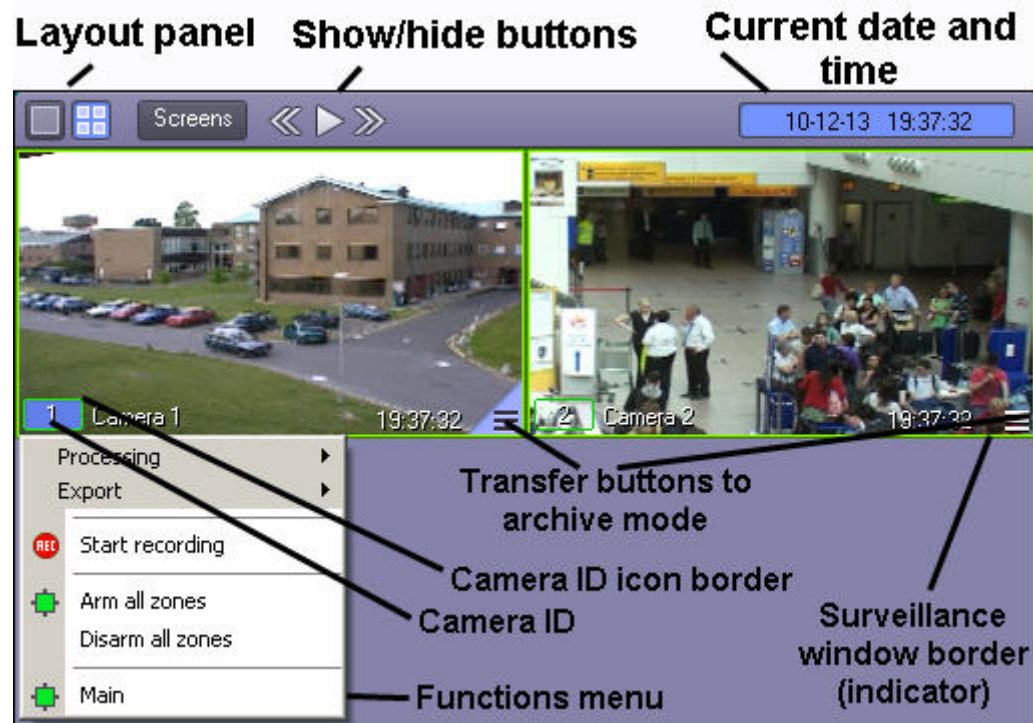 Layout panel
Show/hide buttons
Current date and
time
Screens
10-12-13 19:37:32
1 Camera 1 19:37:32
2 Camera 2 19:37:32
Processing
Export
REC Start recording
Arm all zones
Disarm all zones
Main
Transfer buttons to
archive mode
Camera ID icon border
Camera ID
Functions menu
Surveillance
window border
(indicator)